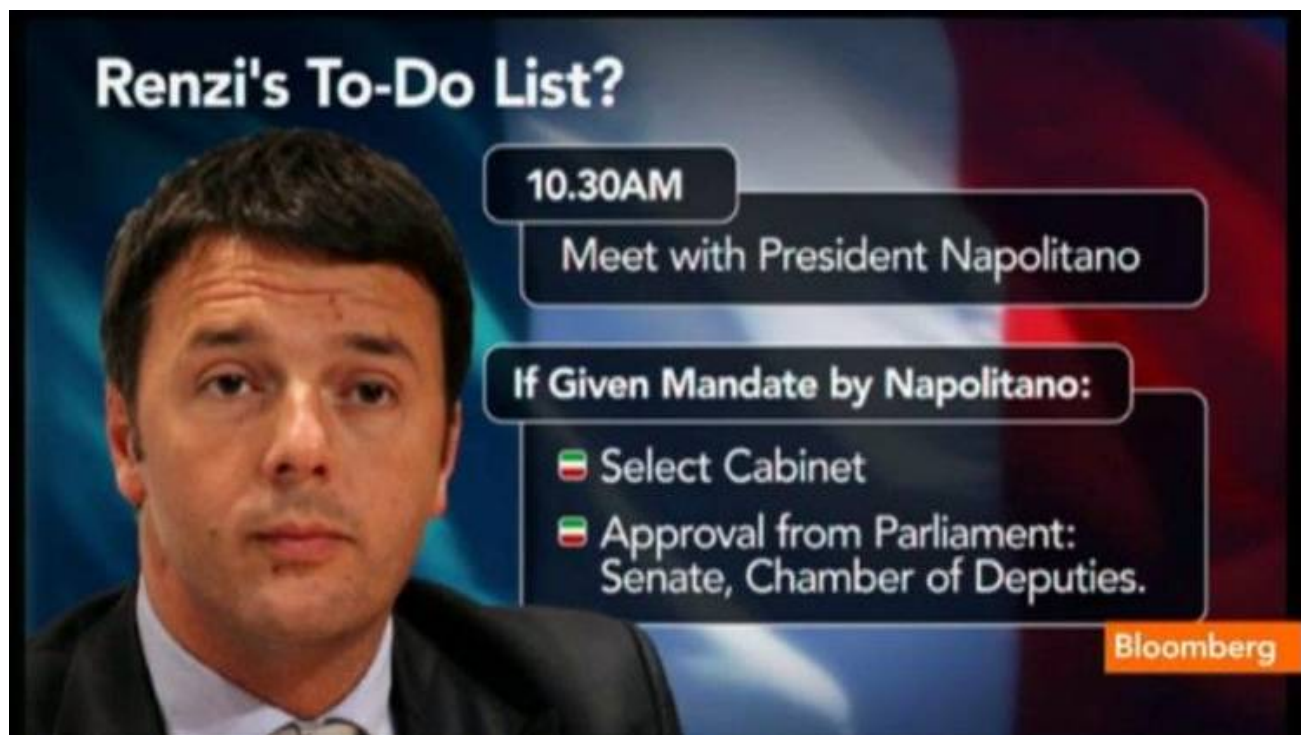 Renzi's To-Do List?
10.30AM
Meet with President Napolitano
If Given Mandate by Napolitano:
Select Cabinet
Approval from Parliament:
Senate, Chamber of Deputies.
Bloomberg